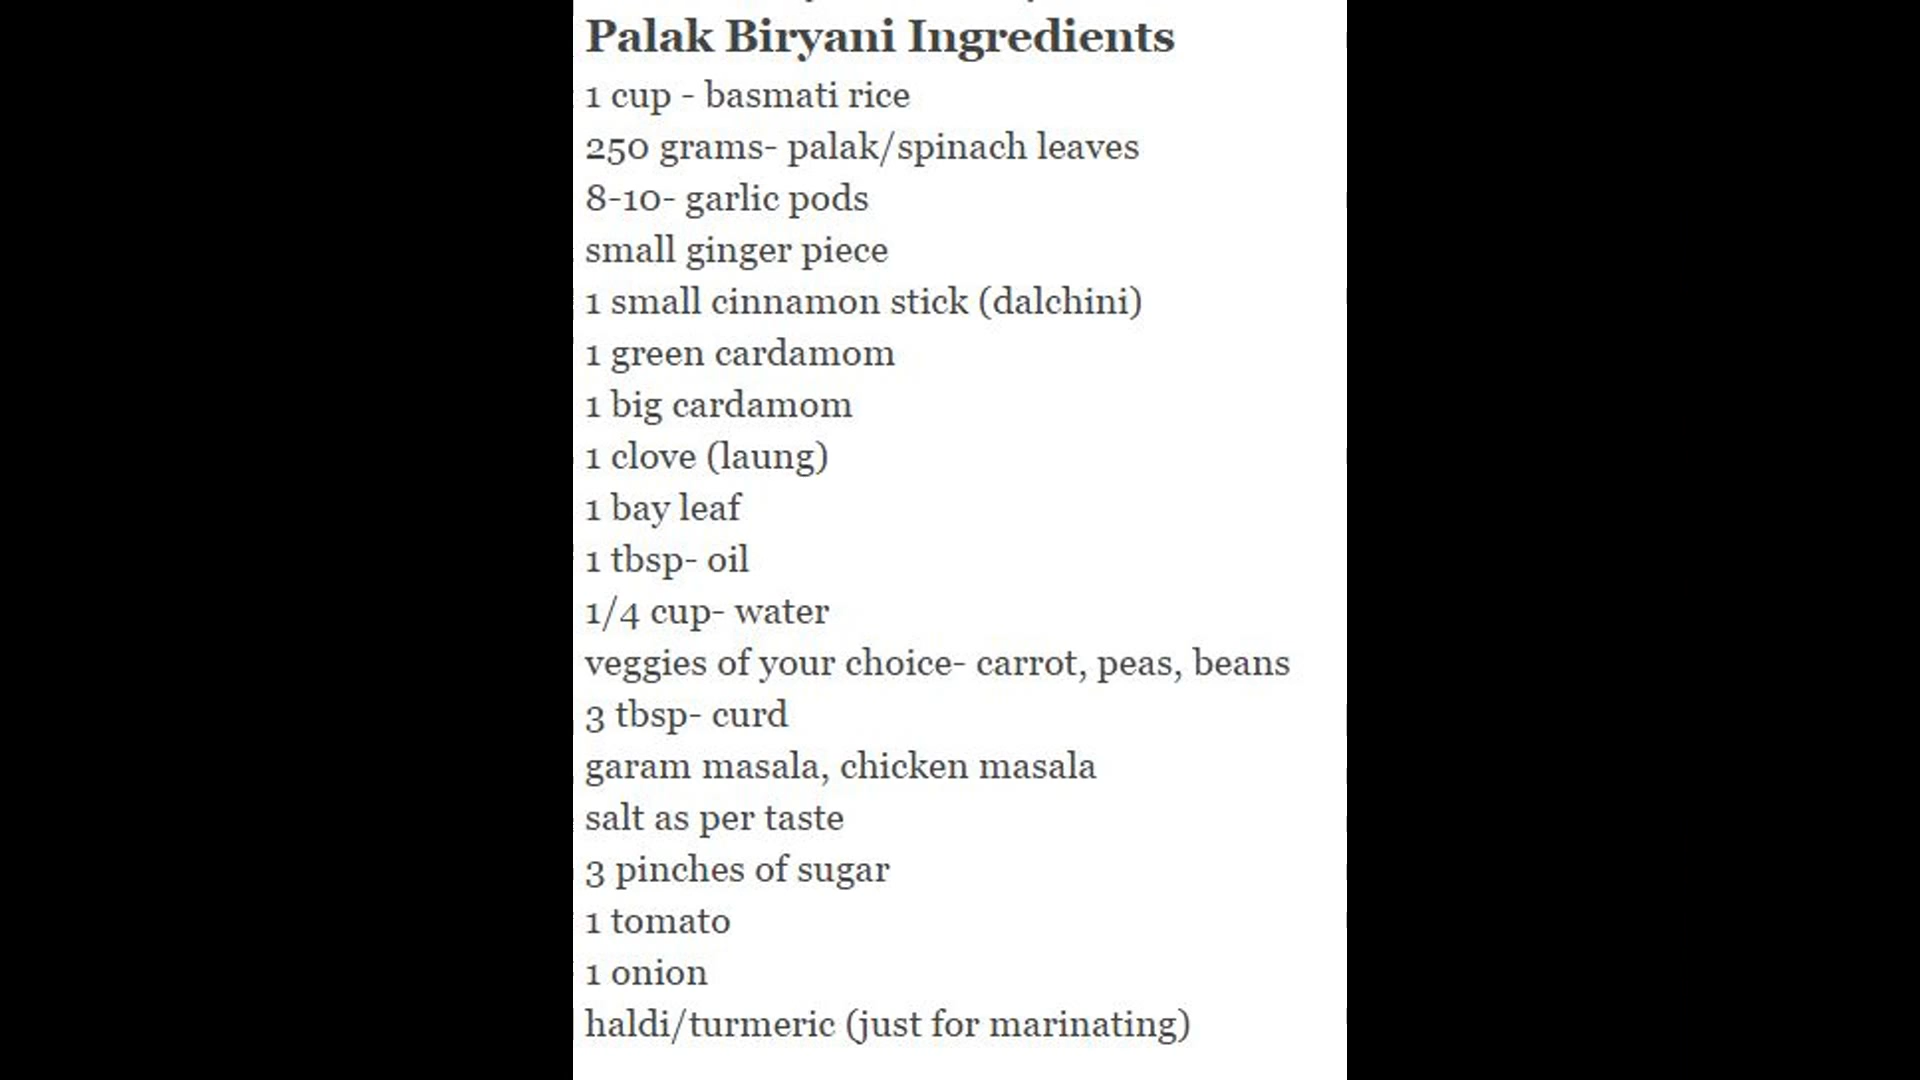 Palak Biryani Ingredients
1 cup - basmati rice
250 grams- palak/spinach leaves
8-10- garlic pods
small ginger piece
1 small cinnamon stick (dalchini)
1 green cardamom
1 big cardamom
1 clove (laung)
1 bay leaf
1 tbsp- oil
1/4 cup- water
veggies of your choice- carrot, peas, beans
3 tbsp- curd
garam masala, chicken masala
salt as per taste
3 pinches of sugar
1 tomato
1 onion
haldi/turmeric (just for marinating)